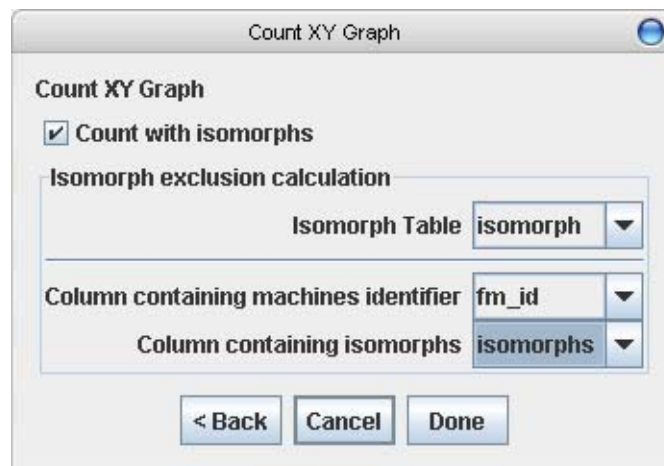 Count XY Graph
Count XY Graph
Count with isomorphs
Isomorph exclusion calculation
Isomorph Table isomorph
Column containing machines identifier fm_id
Column containing isomorphs isomorphs
< Back Cancel Done